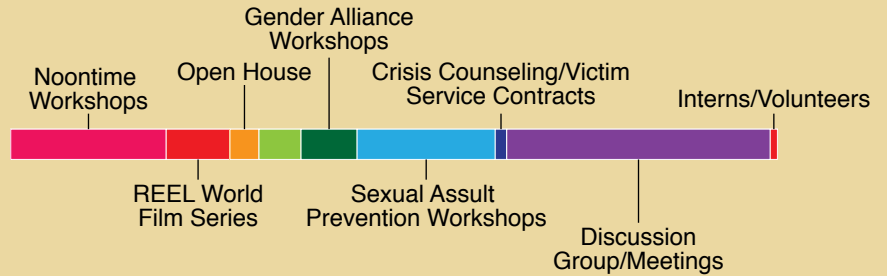 Gender Alliance
Workshops
Noontime
Workshops
Open House
Crisis Counseling/Victim
Service Contracts
Interns/Volunteers
REEL World
Film Series
Sexual Assult
Prevention Workshops
Discussion
Group/Meetings